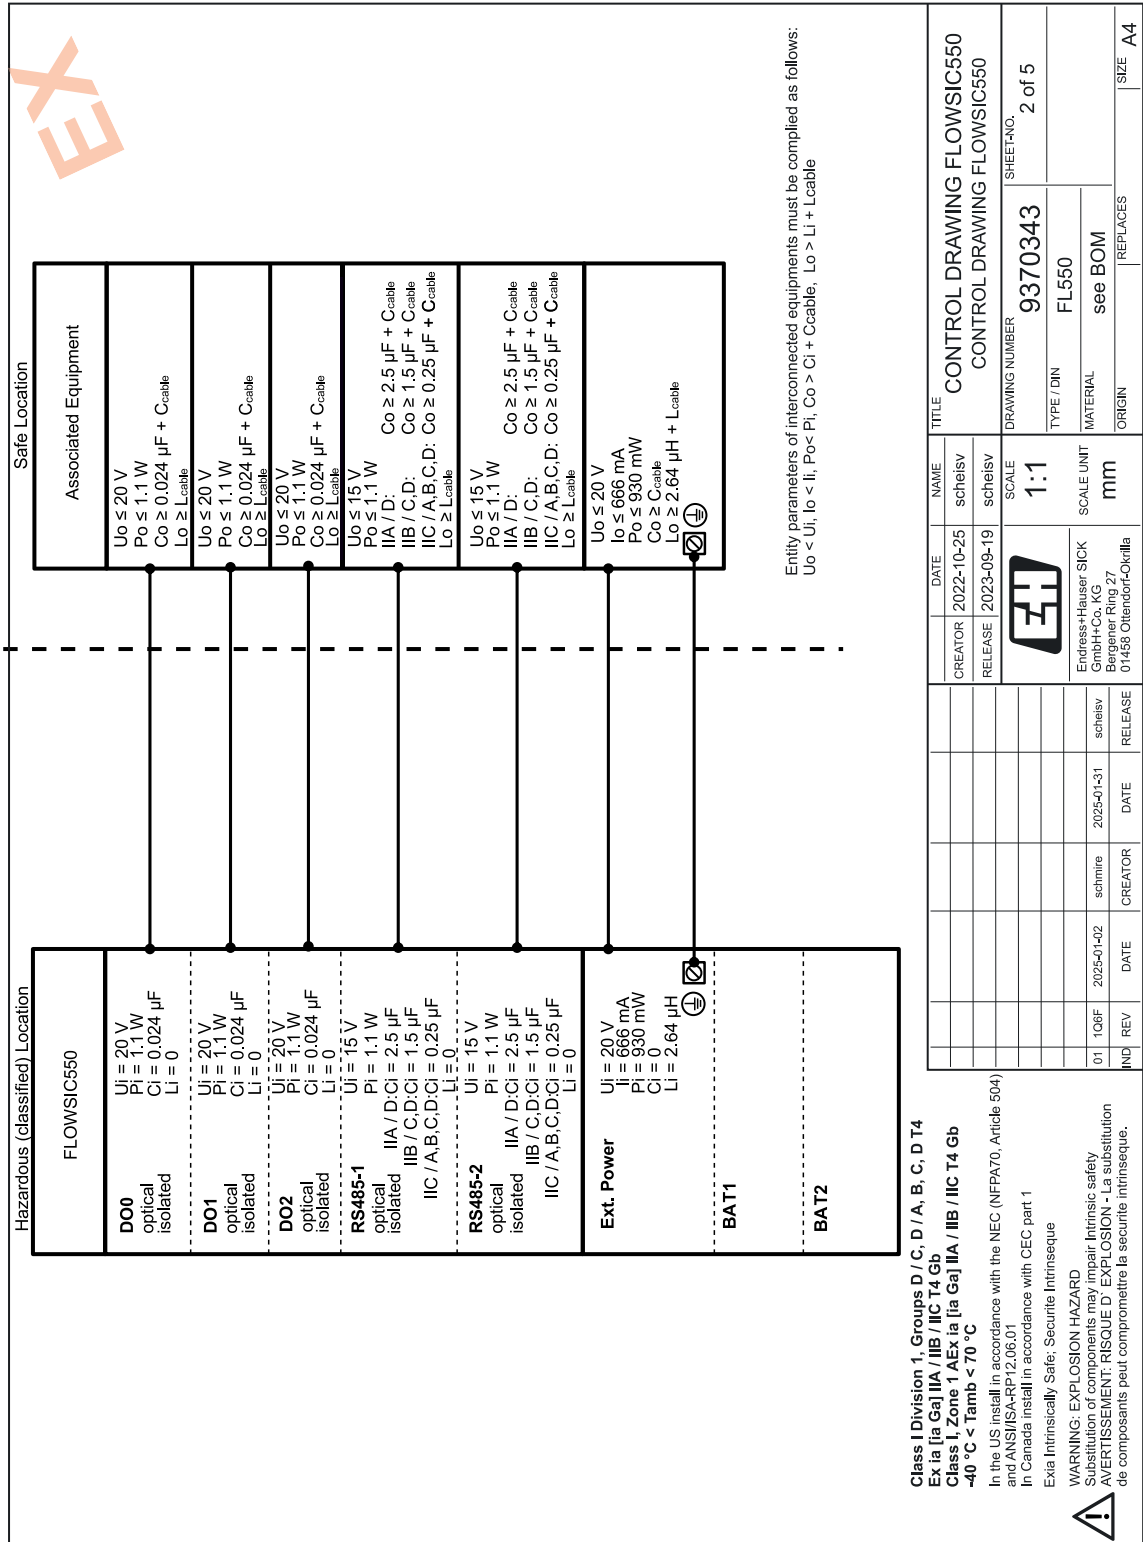 EX
Hazardous (classified) Location
Safe Location
FLOWSIC550
DO0
optical
isolated
Ui = 20 V
Pi = 1.1 W
Ci = 0.024 µF
Li = 0
DO1
optical
isolated
Ui = 20 V
Pi = 1.1 W
Ci = 0.024 µF
Li = 0
DO2
optical
isolated
Ui = 20 V
Pi = 1.1 W
Ci = 0.024 µF
Li = 0
RS485-1
optical
isolated
Ui = 15 V
Pi = 1.1 W
IIA / D:Ci = 2.5 µF
IIB / C,D:Ci = 1.5 µF
IIC / A,B,C,D:Ci = 0.25 µF
Li = 0
RS485-2
optical
isolated
Ui = 15 V
Pi = 1.1 W
IIA / D:Ci = 2.5 µF
IIB / C,D:Ci = 1.5 µF
IIC / A,B,C,D:Ci = 0.25 µF
Li = 0
Ext. Power
Ui = 20 V
Ii = 666 mA
Pi = 930 mW
Ci = 0
Li = 2.64 µH
BAT1
BAT2
Associated Equipment
Uo ≤ 20 V
Po ≤ 1.1 W
Co ≥ 0.024 µF + Ccable
Lo ≥ Lcable
Uo ≤ 20 V
Po ≤ 1.1 W
Co ≥ 0.024 µF + Ccable
Lo ≥ Lcable
Uo ≤ 20 V
Po ≤ 1.1 W
Co ≥ 0.024 µF + Ccable
Lo ≥ Lcable
Uo ≤ 15 V
Po ≤ 1.1 W
IIA / D: Co ≥ 2.5 µF + Ccable
IIB / C,D: Co ≥ 1.5 µF + Ccable
IIC / A,B,C,D: Co ≥ 0.25 µF + Ccable
Lo ≥ Lcable
Uo ≤ 15 V
Po ≤ 1.1 W
IIA / D: Co ≥ 2.5 µF + Ccable
IIB / C,D: Co ≥ 1.5 µF + Ccable
IIC / A,B,C,D: Co ≥ 0.25 µF + Ccable
Lo ≥ Lcable
Uo ≤ 20 V
Io ≤ 666 mA
Po ≤ 930 mW
Co ≥ Ccable
Lo ≥ 2.64 µH + Lcable
Entity parameters of interconnected equipments must be complied as follows:
Uo < Ui, Io < Ii, Po< Pi, Co > Ci + Ccable, Lo > Li + Lcable
Class I Division 1, Groups D / C, D / A, B, C, D T4
Ex ia [ia Ga] IIA / IIB / IIC T4 Gb
Class I, Zone 1 AEx ia [ia Ga] IIA / IIB / IIC T4 Gb
-40 °C < Tamb < 70 °C
In the US install in accordance with the NEC (NFPA70, Article 504)
and ANSI/ISA-RP12.06.01
In Canada install in accordance with CEC part 1
Exia Intrinsically Safe; Securite Intrinseque
WARNING: EXPLOSION HAZARD
Substitution of components may impair Intrinsic safety
AVERTISSEMENT: RISQUE D` EXPLOSION - La substitution
de composants peut compromettre la securite intrinseque.
01 1Q6F 2025-01-02 schmire 2025-01-31 scheisv
IND REV DATE CREATOR DATE RELEASE
DATE NAME
CREATOR 2022-10-25 scheisv
RELEASE 2023-09-19 scheisv
EH
Endress+Hauser SICK
GmbH+Co. KG
Bergener Ring 27
01458 Ottendorf-Okrilla
SCALE
1:1
SCALE UNIT
mm
TITLE
CONTROL DRAWING FLOWSIC550
CONTROL DRAWING FLOWSIC550
DRAWING NUMBER
9370343
SHEET-NO.
2 of 5
TYPE / DIN
FL550
MATERIAL
see BOM
ORIGIN
REPLACES
SIZE
A4